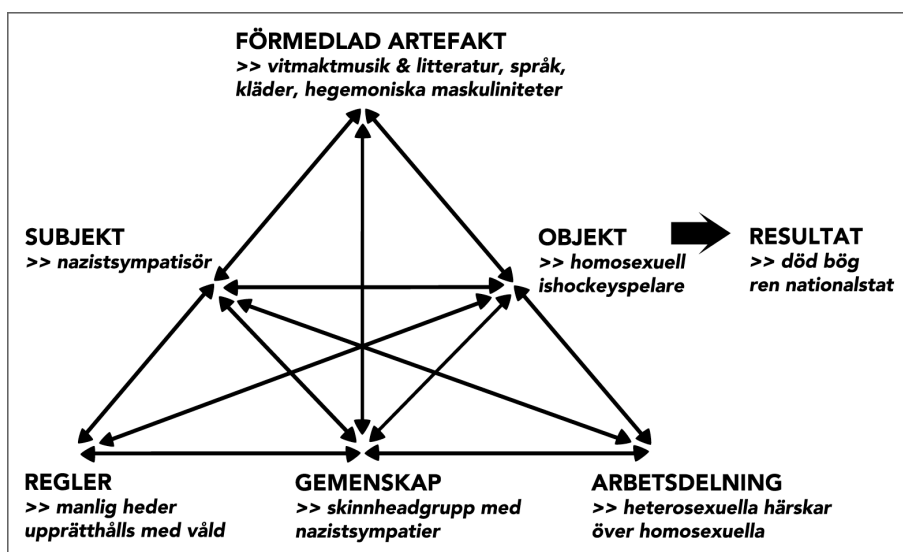 FÖRMEDLAD ARTEFAKT
>> vitmaktmusik & litteratur, språk,
kläder, hegemoniska maskuliniteter
SUBJEKT
>> nazistsympatisör
OBJEKT
>> homosexuell
ishockeyspelare
RESULTAT
>> död bög
ren nationalstat
REGLER
>> manlig heder
upprätthålls med våld
GEMENSKAP
>> skinnheadgrupp med
nazistsympatier
ARBETSDELNING
>> heterosexuella härskar
över homosexuella